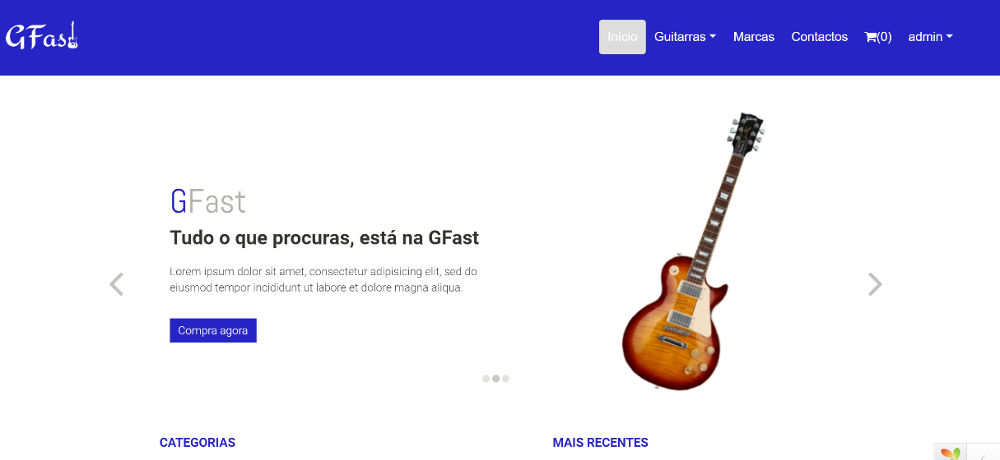 GFast
Início
Guitarras
Marcas
Contactos
(0)
admin
GFast
Tudo o que procuras, está na GFast
Lorem ipsum dolor sit amet, consectetur adipisicing elit, sed do
eiusmod tempor incididunt ut labore et dolore magna aliqua.
Compra agora
CATEGORIAS
MAIS RECENTES